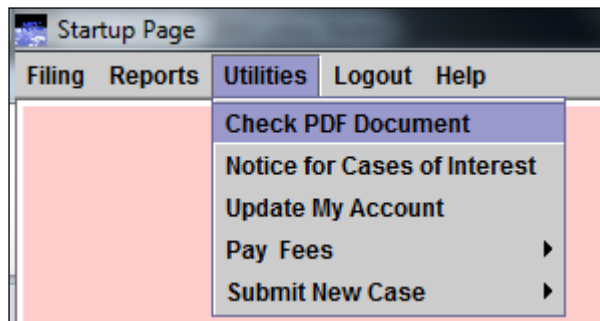 Startup Page
Filing Reports Utilities Logout Help
Check PDF Document
Notice for Cases of Interest
Update My Account
Pay Fees
Submit New Case